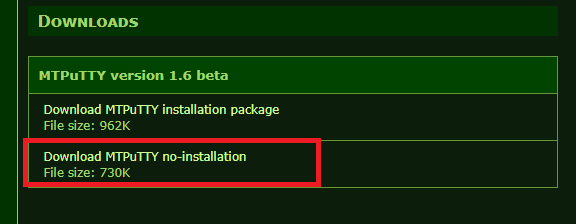 Downloads
MTPuTTY version 1.6 beta
Download MTPuTTY installation package
File size: 962K
Download MTPuTTY no-installation
File size: 730K